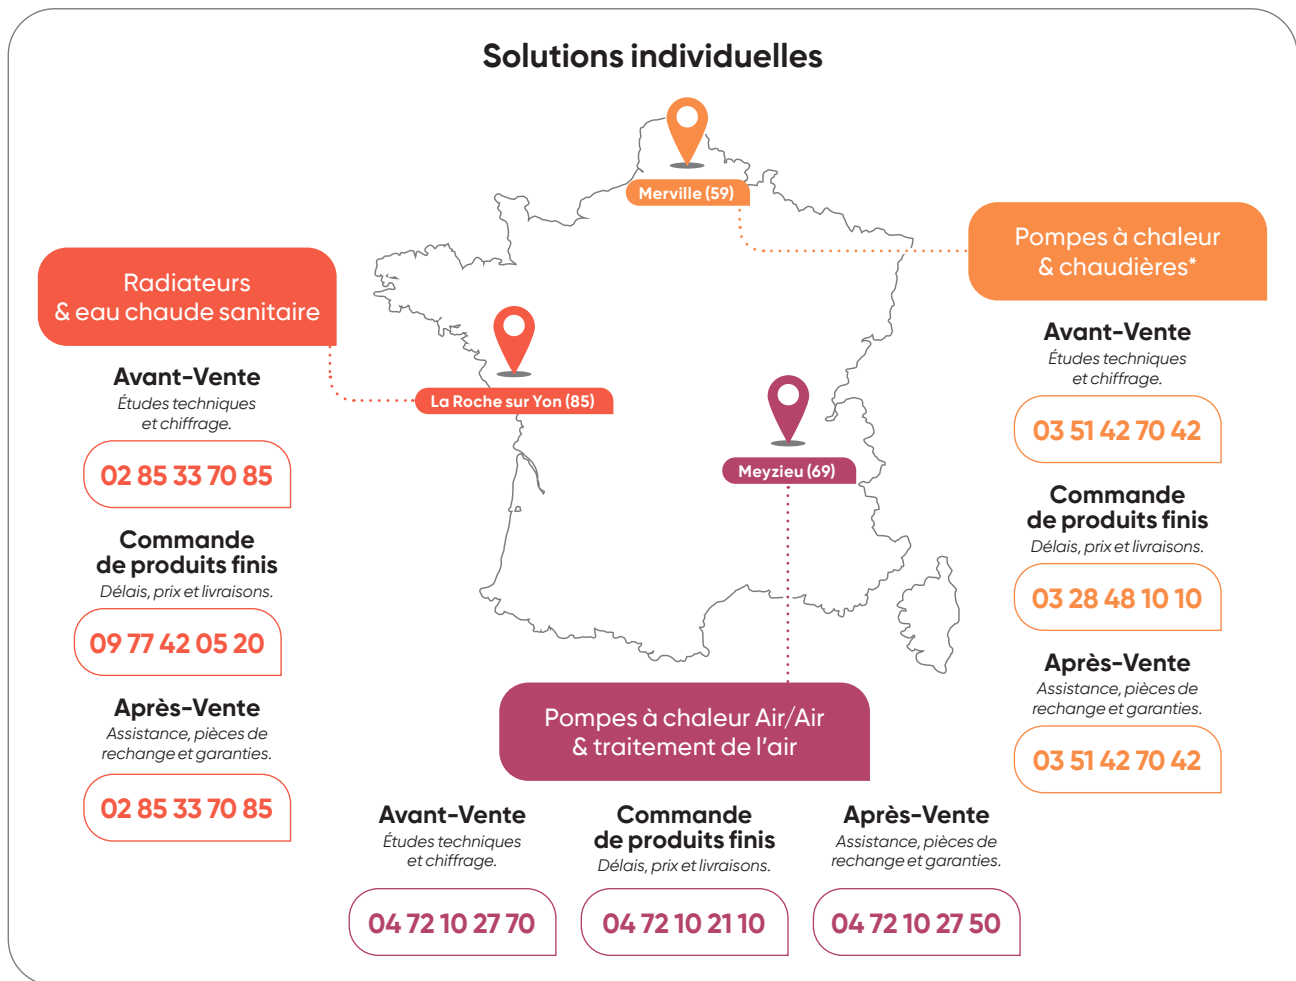 Solutions individuelles
Merville (59)
La Roche sur Yon (85)
Meyzieu (69)
Radiateurs
& eau chaude sanitaire
Avant-Vente
Études techniques
et chiffrage.
02 85 33 70 85
Commande
de produits finis
Délais, prix et livraisons.
09 77 42 05 20
Après-Vente
Assistance, pièces de
rechange et garanties.
02 85 33 70 85
Pompes à chaleur
& chaudières*
Avant-Vente
Études techniques
et chiffrage.
03 51 42 70 42
Commande
de produits finis
Délais, prix et livraisons.
03 28 48 10 10
Après-Vente
Assistance, pièces de
rechange et garanties.
03 51 42 70 42
Pompes à chaleur Air/Air
& traitement de l'air
Avant-Vente
Études techniques
et chiffrage.
04 72 10 27 70
Commande
de produits finis
Délais, prix et livraisons.
04 72 10 21 10
Après-Vente
Assistance, pièces de
rechange et garanties.
04 72 10 27 50